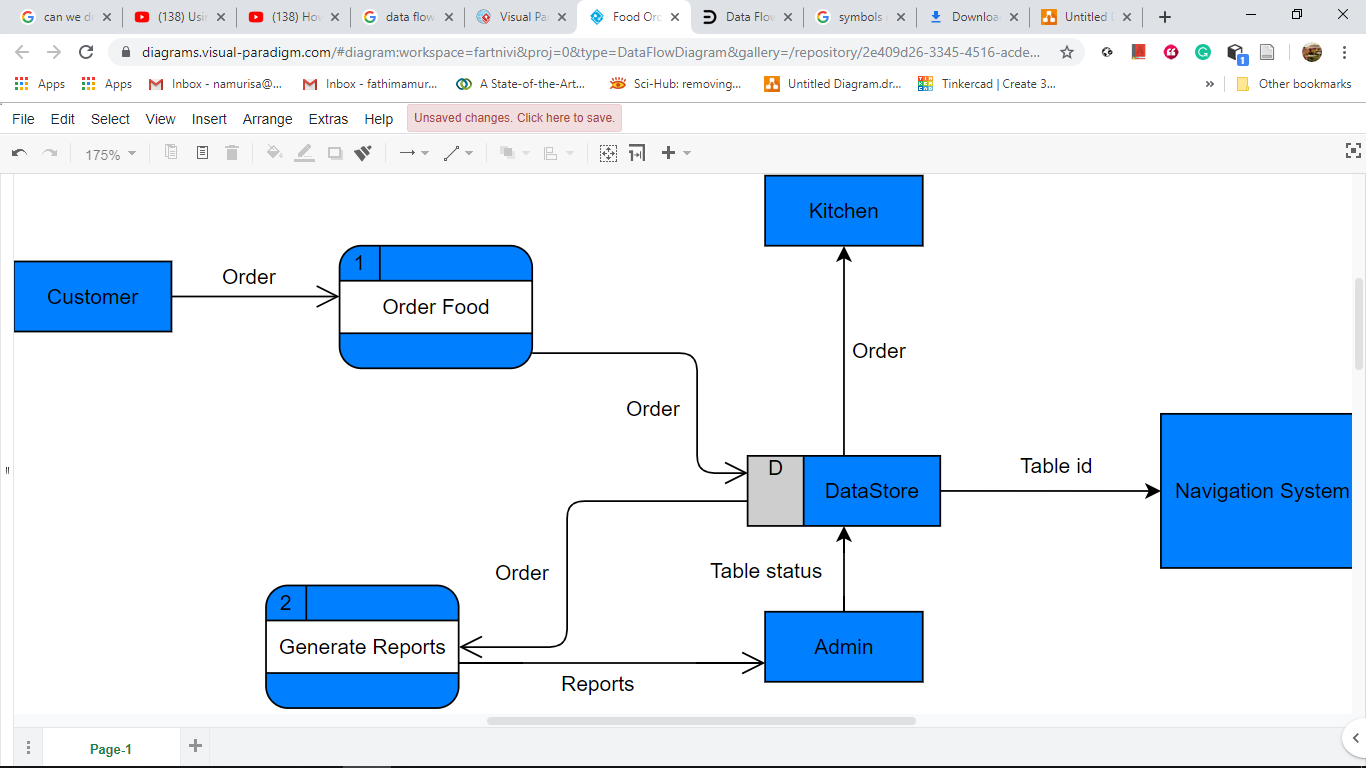 can we d
(138) Usi
(138) Ho
data flow
Visual Pa
Food Ord
Data Flow
symbols
Downloa
Untitled
diagrams.visual-paradigm.com/#diagram:workspace=fartnivi&proj=0&type=DataFlowDiagram&gallery=/repository/2e409d26-3345-4516-acde...
Apps
Apps
Inbox - namurisa@...
Inbox - fathimamur...
A State-of-the-Art...
Sci-Hub: removing...
Untitled Diagram.dr...
Tinkercad | Create 3...
»
Other bookmarks
File Edit Select View Insert Arrange Extras Help Unsaved changes. Click here to save.
175%
Kitchen
1
Order
Customer
Order Food
Order
Order
D
DataStore
Table id
Navigation System
Order
Table status
2
Generate Reports
Admin
Reports
Page-1